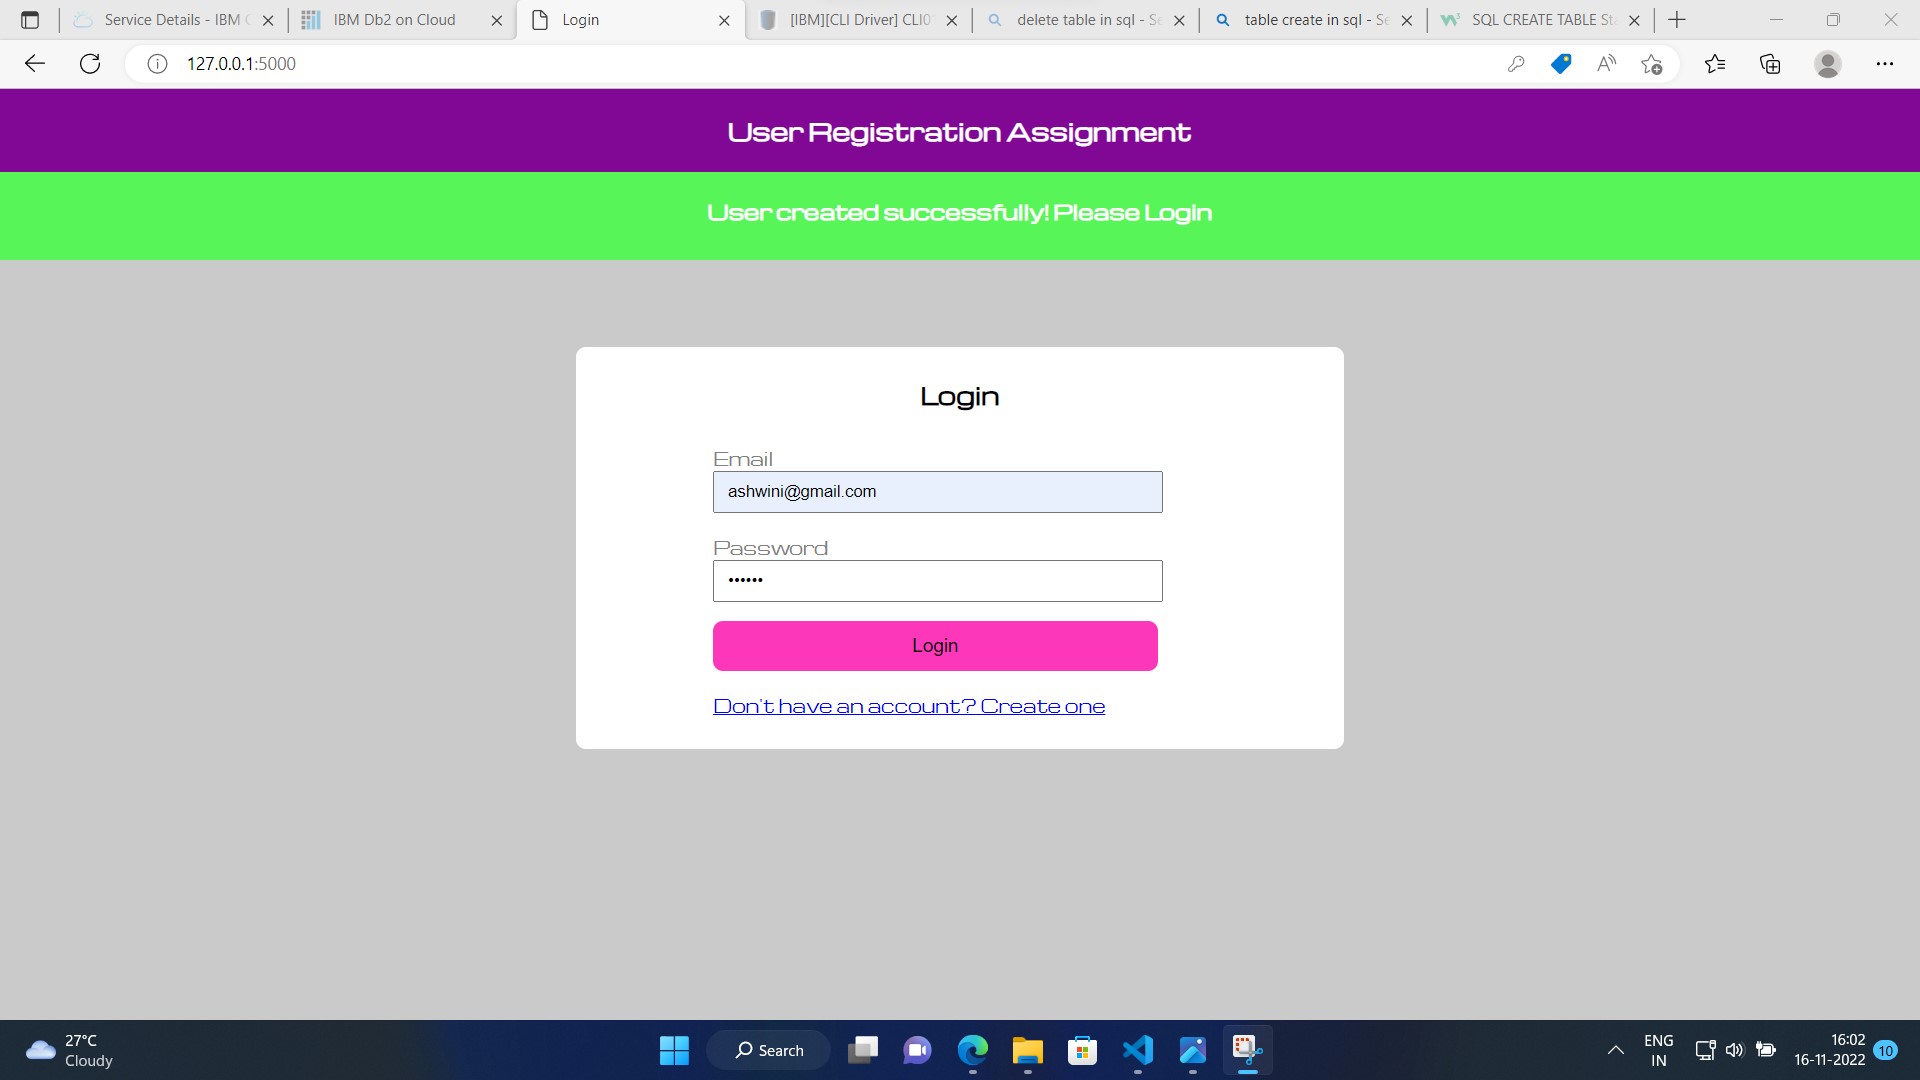 Service Details - IBM C
IBM Db2 on Cloud
Login
[IBM][CLI Driver] CLI0
delete table in sql - Se
table create in sql - Se
SQL CREATE TABLE Sta
127.0.0.1:5000
User Registration Assignment
User created successfully! Please Login
Login
Email
ashwini@gmail.com
Password
••••••
Login
Don't have an account? Create one
27°C
Cloudy
Search
ENG
IN
16:02
16-11-2022
10